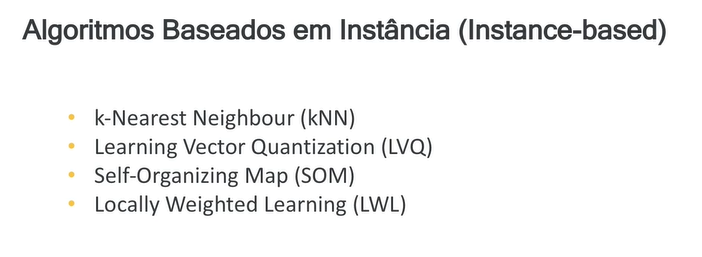 Algoritmos Baseados em Instância (Instance-based)
• k-Nearest Neighbour (kNN)
• Learning Vector Quantization (LVQ)
• Self-Organizing Map (SOM)
• Locally Weighted Learning (LWL)